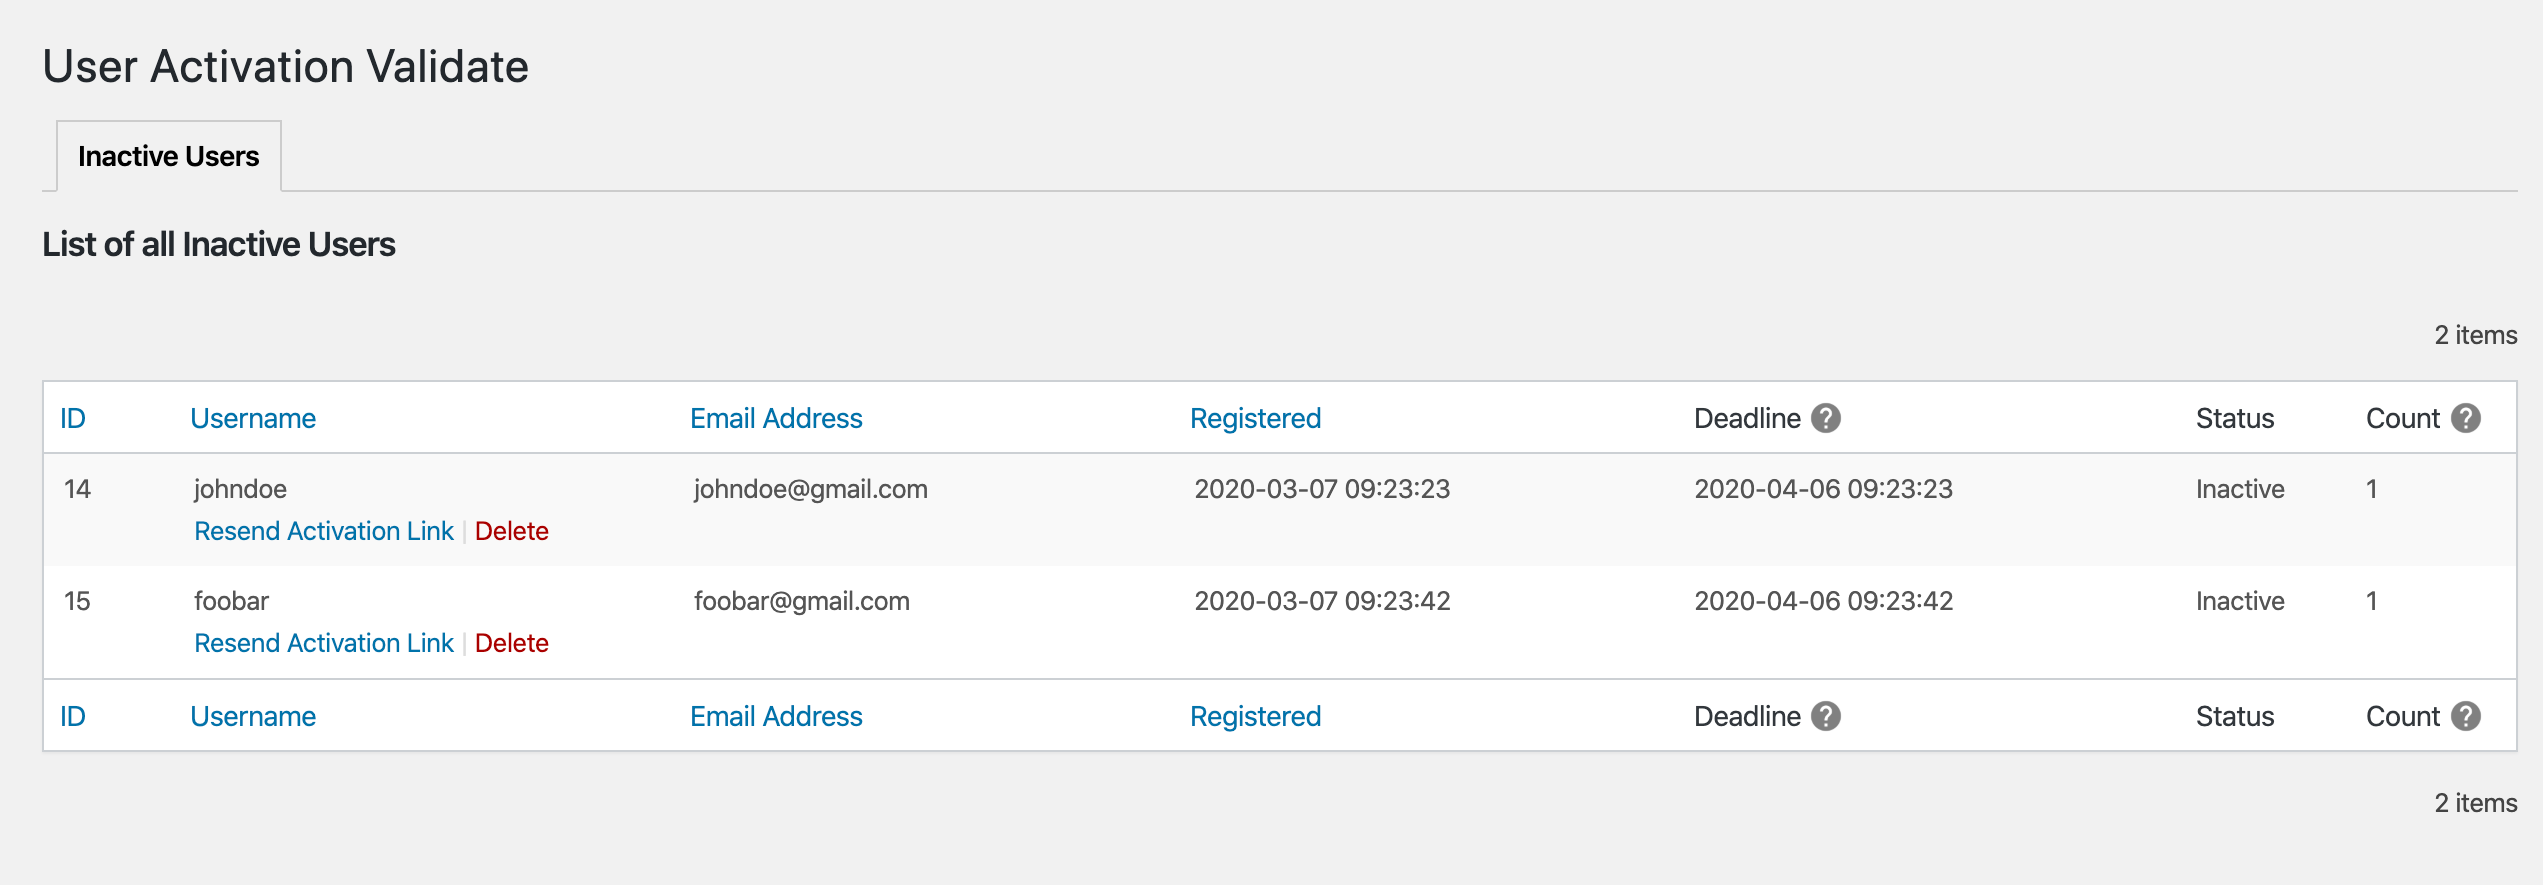 User Activation Validate
Inactive Users
List of all Inactive Users
2 items
ID Username Email Address Registered Deadline ? Status Count ?
14 johndoe johndoe@gmail.com 2020-03-07 09:23:23 2020-04-06 09:23:23 Inactive 1
Resend Activation Link | Delete
15 foobar foobar@gmail.com 2020-03-07 09:23:42 2020-04-06 09:23:42 Inactive 1
Resend Activation Link | Delete
ID Username Email Address Registered Deadline ? Status Count ?
2 items